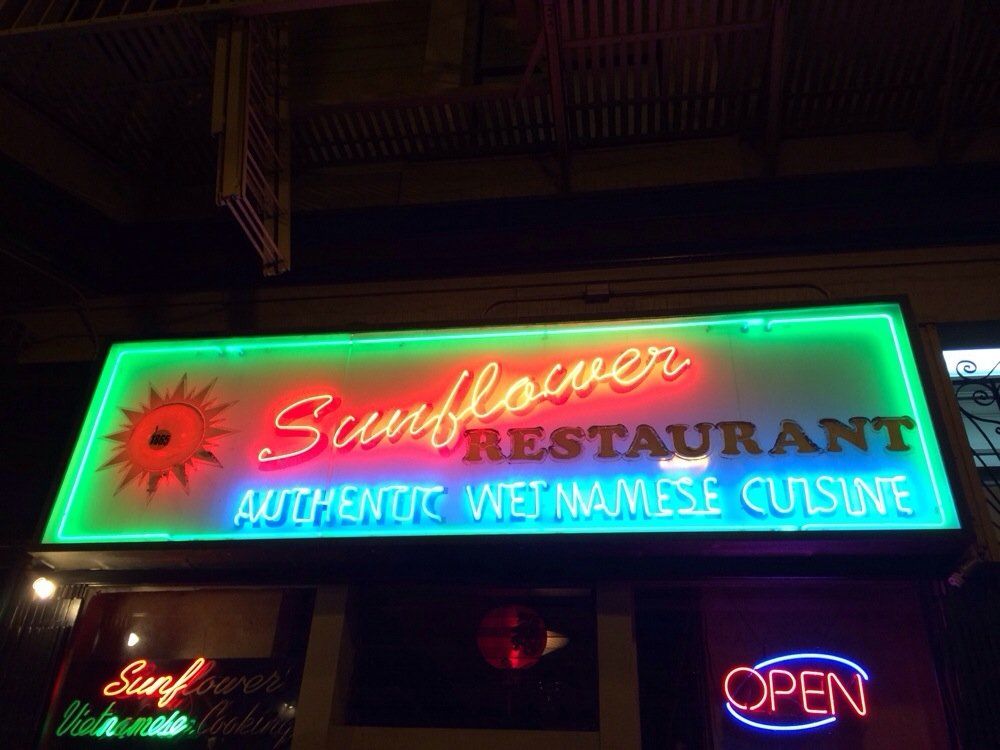 Sunflower
RESTAURANT
AUTHENTIC VIETNAMESE CUISINE
Sunflower
Vietnamese Cooking
OPEN